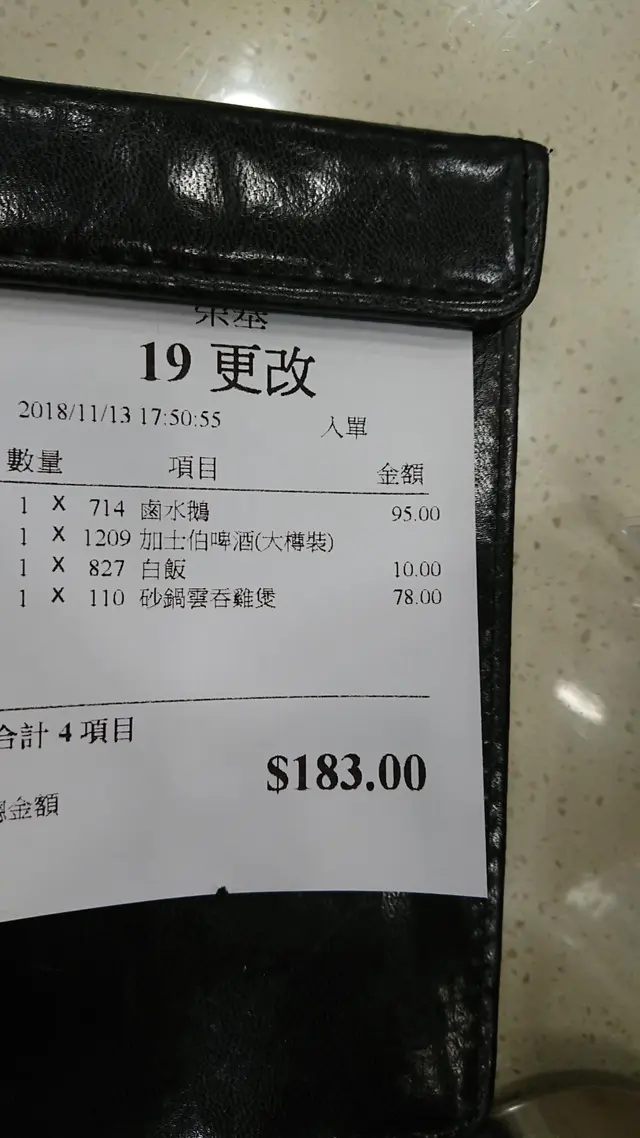 19 更改
2018/11/13 17:50:55 入單
數量 項目 金額
1 X 714 鹵水鵝 95.00
1 X 1209 加士伯啤酒(大樽裝)
1 X 827 白飯 10.00
1 X 110 砂鍋雲吞雞煲 78.00
合計 4 項目
$183.00
總金額